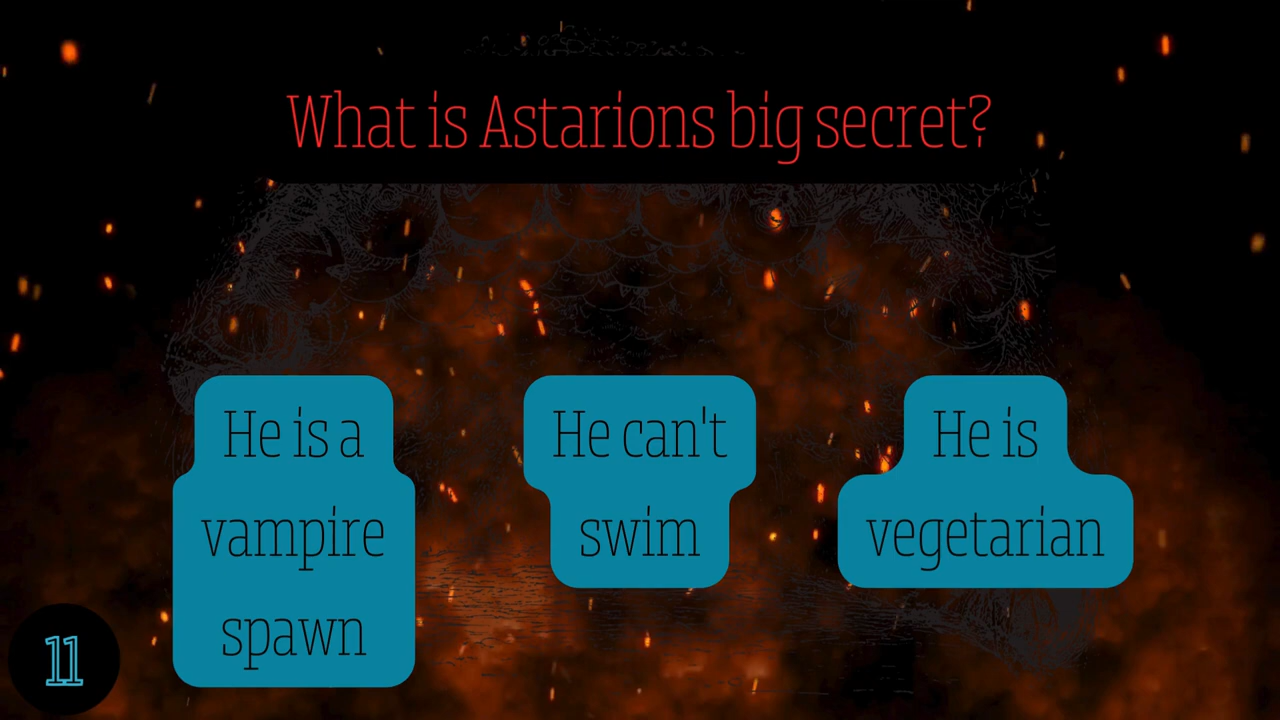 What is Astarions big secret?
He is a
vampire
spawn
He can't
swim
He is
vegetarian
11